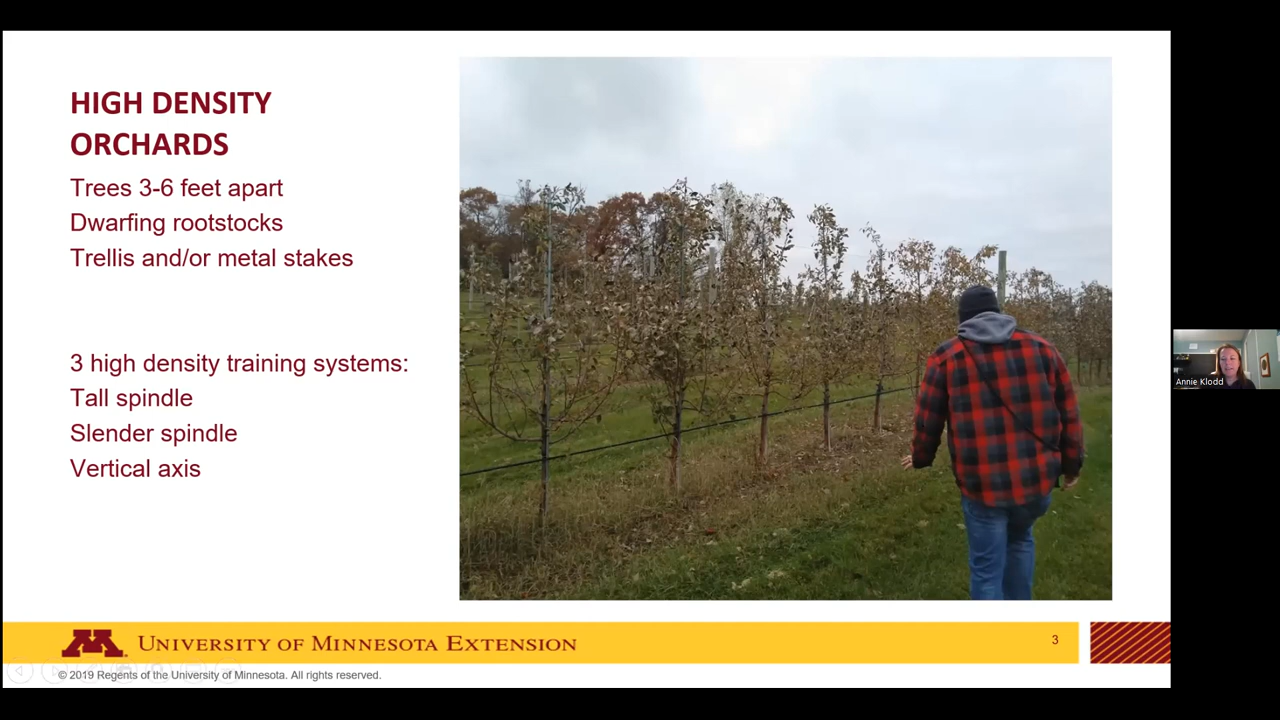 HIGH DENSITY
ORCHARDS
Trees 3-6 feet apart
Dwarfing rootstocks
Trellis and/or metal stakes
3 high density training systems:
Tall spindle
Slender spindle
Vertical axis
UNIVERSITY OF MINNESOTA EXTENSION
3
© 2019 Regents of the University of Minnesota. All rights reserved.
Annie Klodd